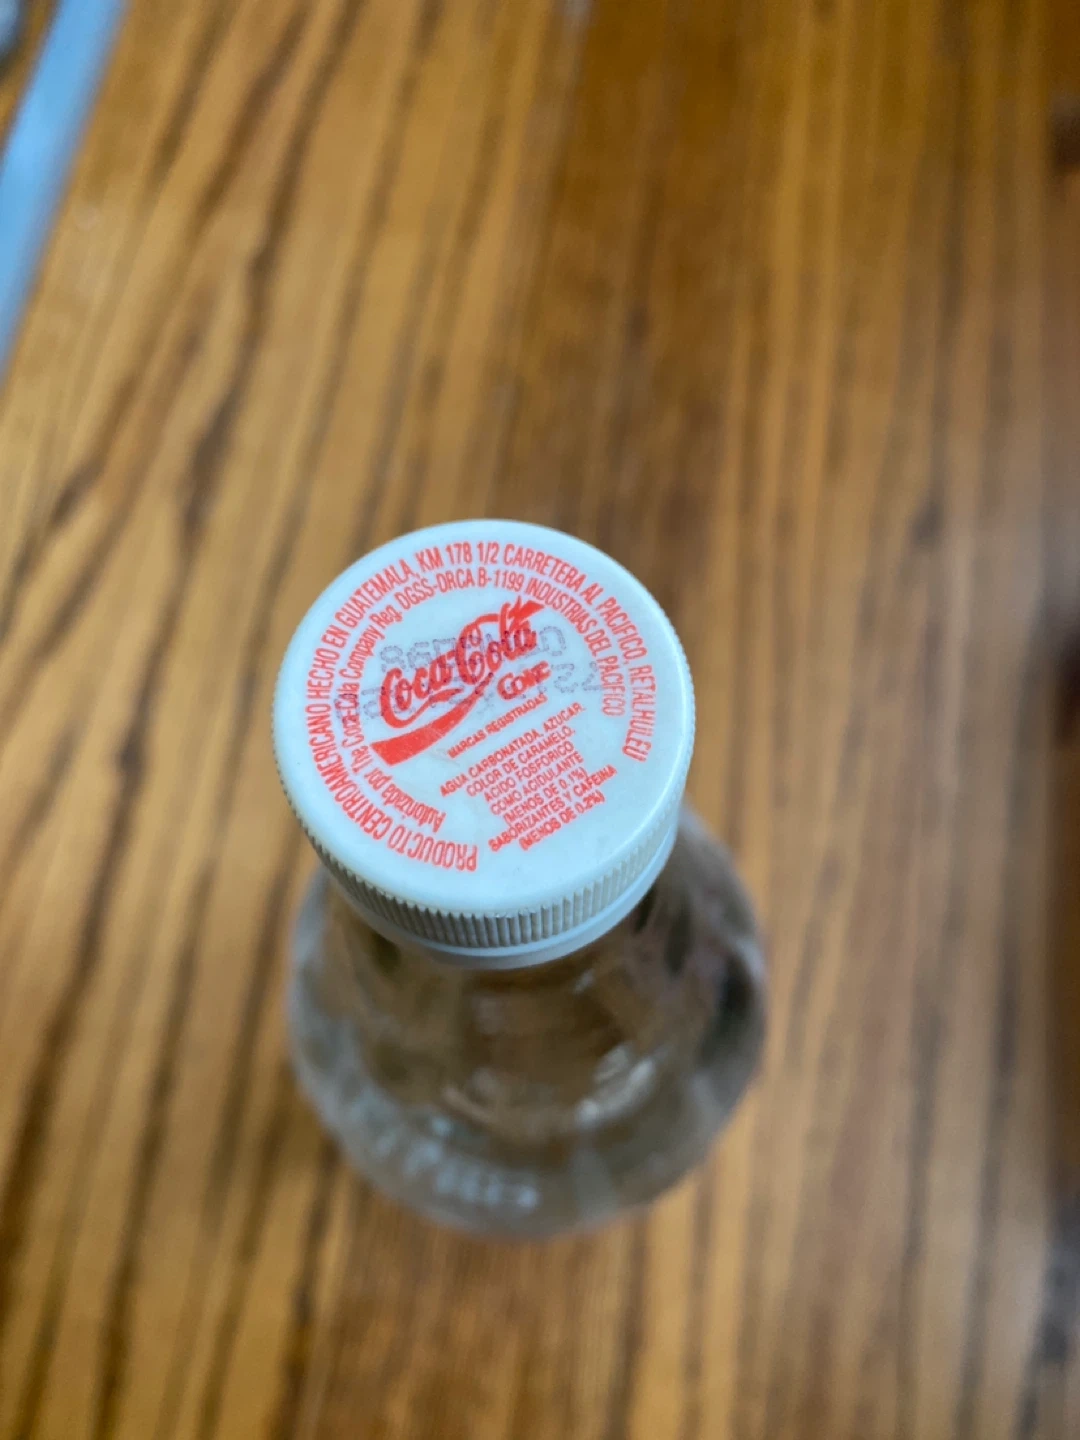 PRODUCTO CENTROAMERICANO HECHO EN GUATEMALA, KM 178 1/2 CARRETERA AL PACIFICO, RETALHULEU
Autorizada por The Coca-Cola Company Reg. DGSS-DRCA B-1199 INDUSTRIAS DEL PACIFICO
Coca-Cola
Coke
MARCAS REGISTRADAS
AGUA CARBONATADA, AZUCAR,
COLOR DE CARAMELO,
ACIDO FOSFORICO
COMO ACIDULANTE
(MENOS DE 0.1%)
SABORIZANTES Y CAFEINA
(MENOS DE 0.2%)